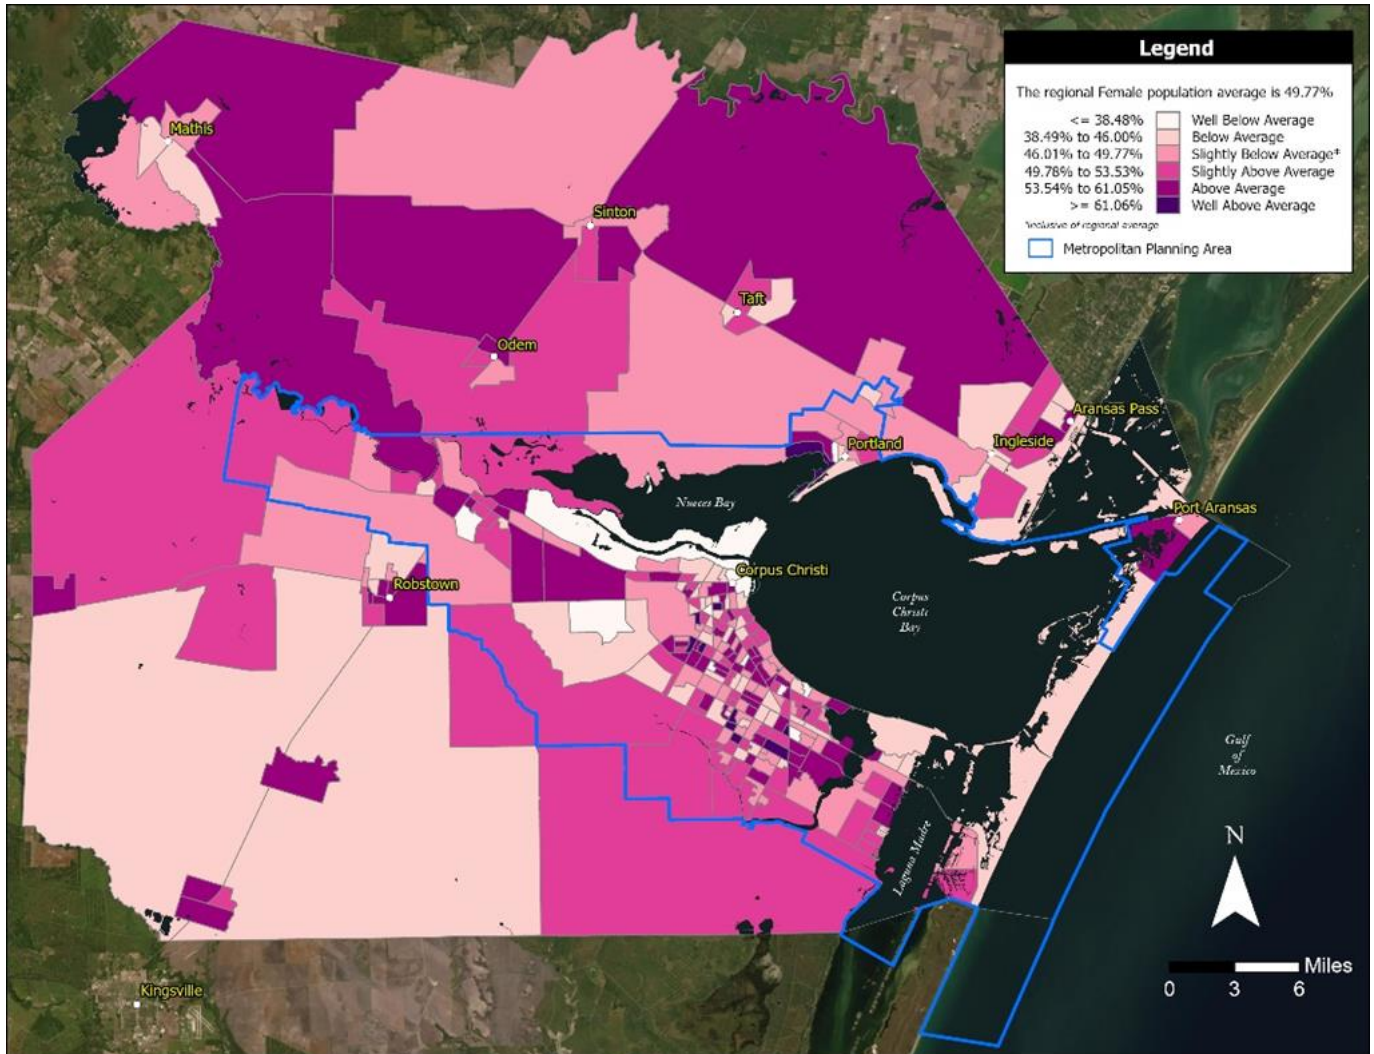 Legend
The regional Female population average is 49.77%
<= 38.48% Well Below Average
38.49% to 46.00% Below Average
46.01% to 49.77% Slightly Below Average*
49.78% to 53.53% Slightly Above Average
53.54% to 61.05% Above Average
>= 61.06% Well Above Average
*inclusive of regional average
Metropolitan Planning Area
Mathis
Sinton
Taft
Odem
Aransas Pass
Portland
Ingleside
Nueces Bay
Port Aransas
Corpus Christi
Robstown
Corpus
Christi
Bay
Gulf
of
Mexico
Laguna Madre
N
Miles
0 3 6
Kingsville